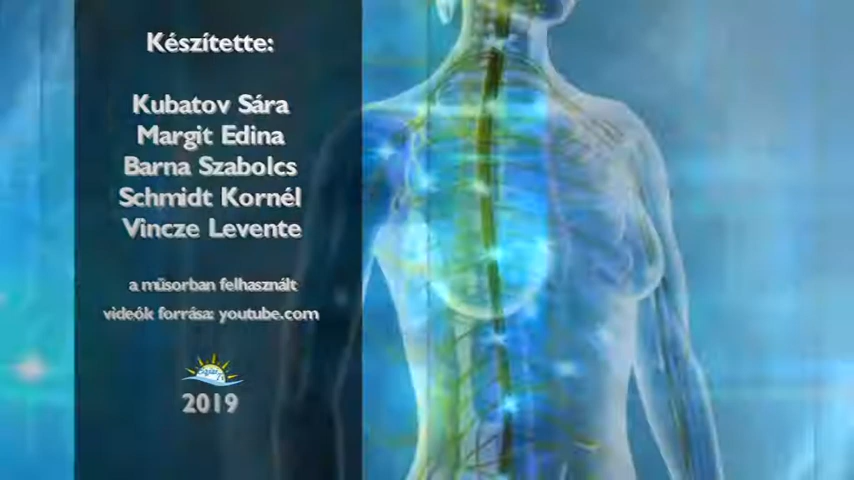 Készítette:
Kubatov Sára
Margit Edina
Barna Szabolcs
Schmidt Kornél
Vincze Levente
a műsorban felhasznált
videók forrása: youtube.com
2019